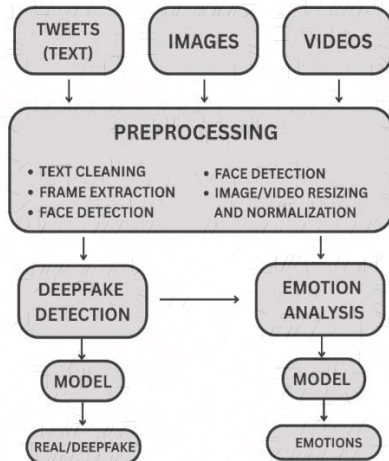 TWEETS
(TEXT)
IMAGES
VIDEOS
PREPROCESSING
• TEXT CLEANING
• FRAME EXTRACTION
• FACE DETECTION
• FACE DETECTION
• IMAGE/VIDEO RESIZING
AND NORMALIZATION
DEEPFAKE
DETECTION
EMOTION
ANALYSIS
MODEL
MODEL
REAL/DEEPFAKE
EMOTIONS